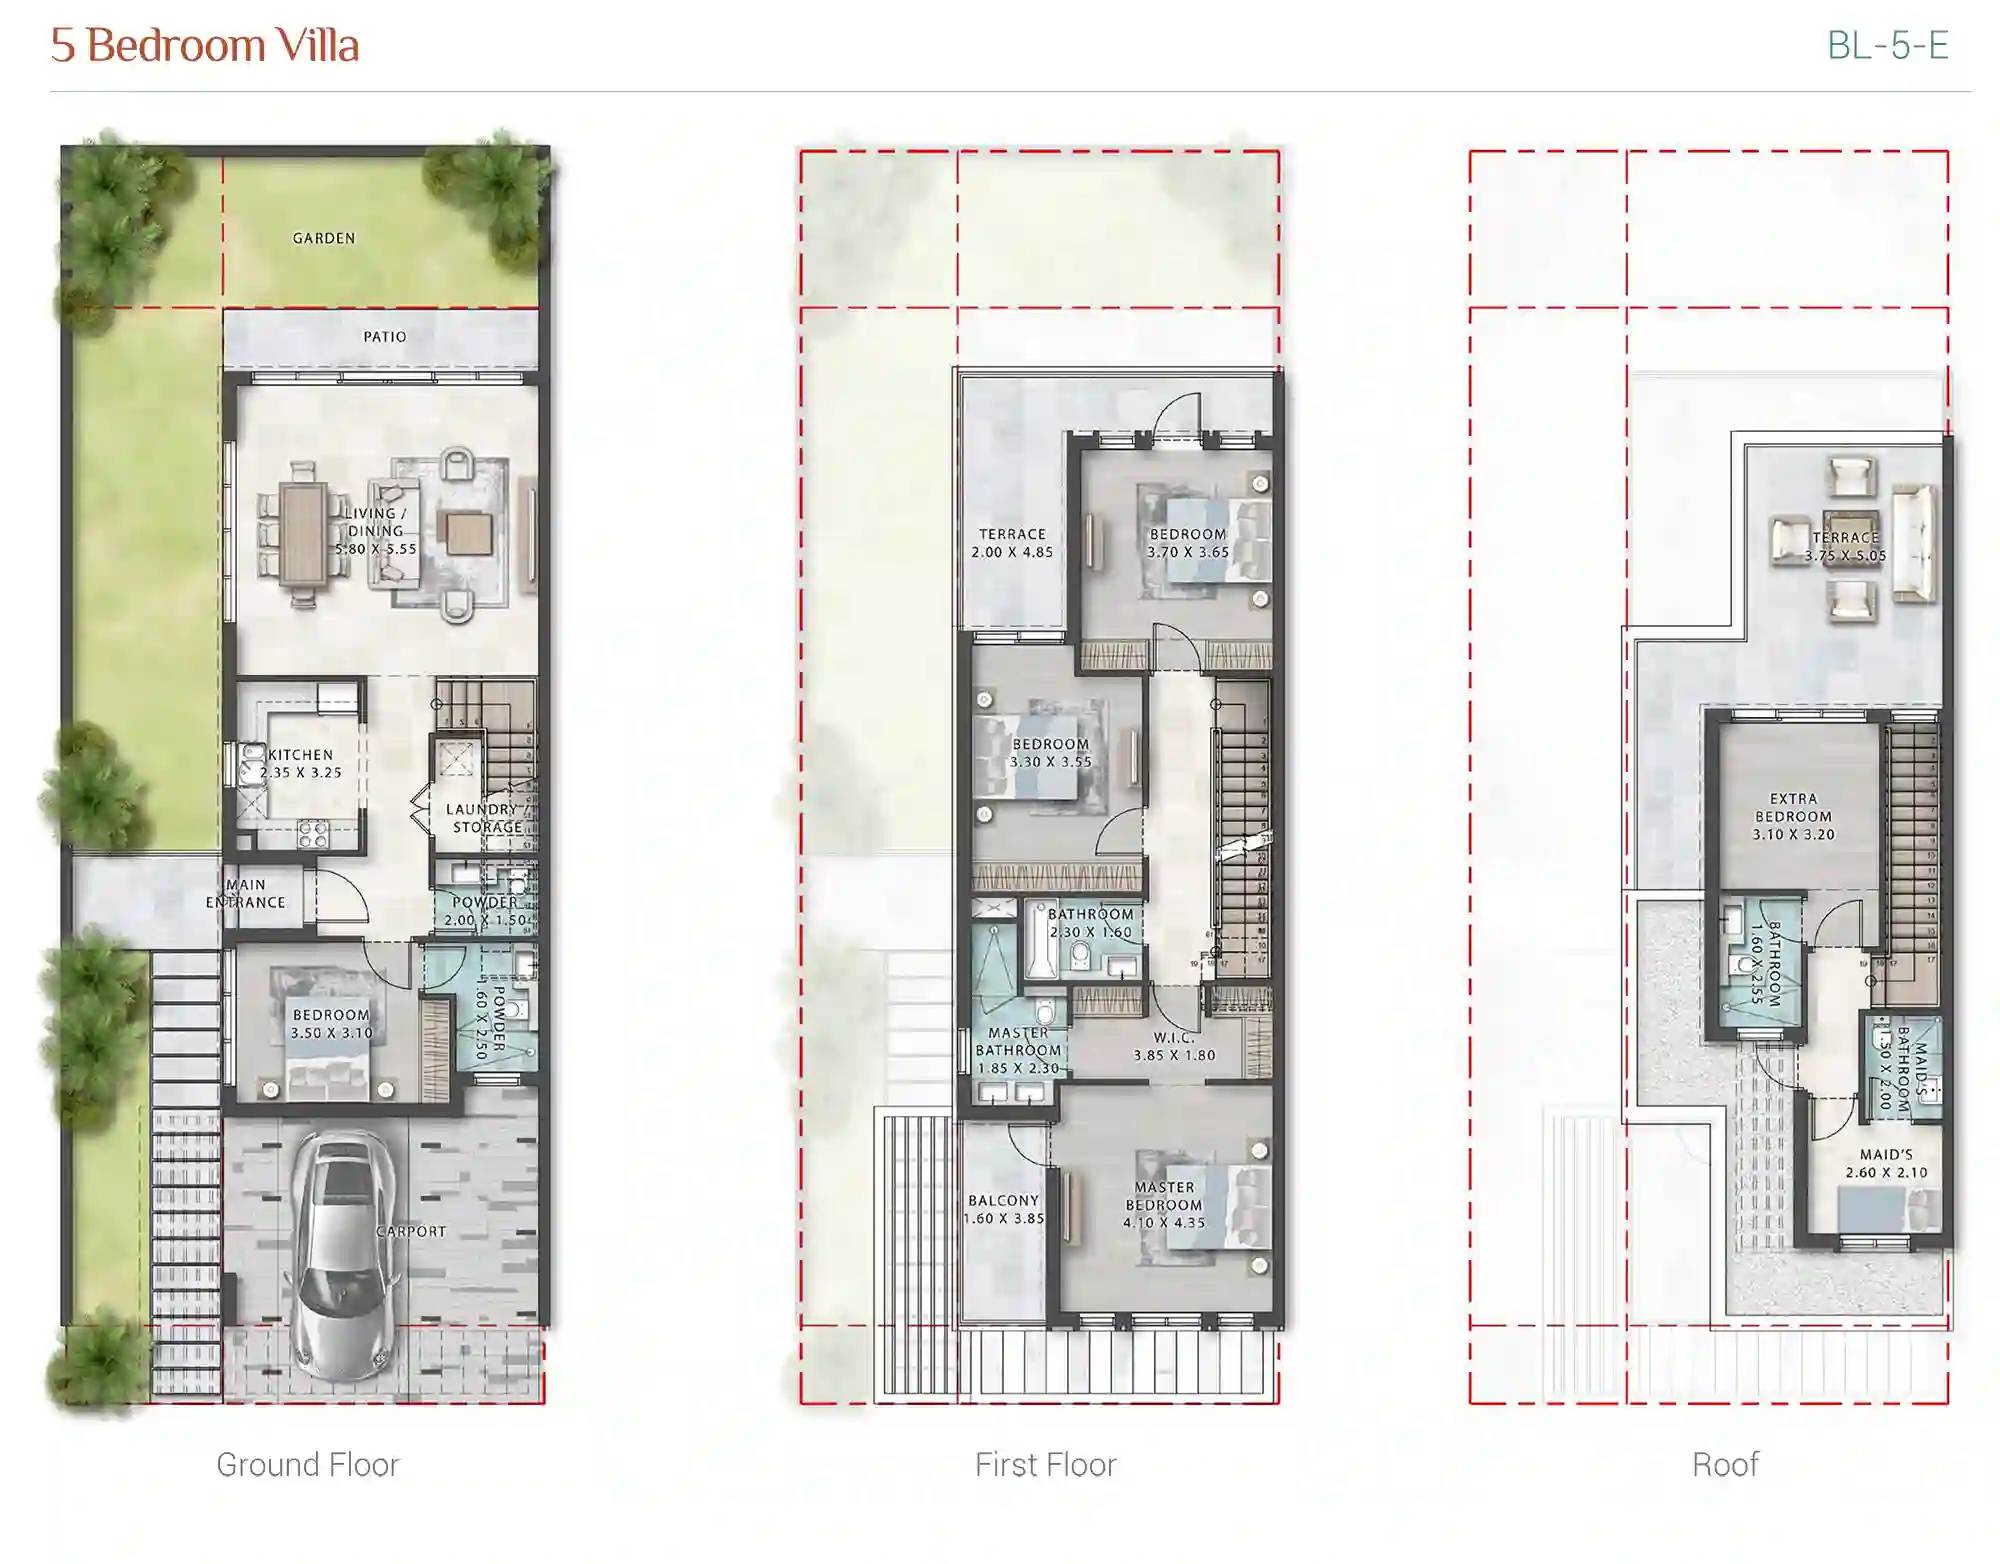 5 Bedroom Villa
BL-5-E
GARDEN
PATIO
LIVING /
DINING
5.80 X 5.55
KITCHEN
2.35 X 3.25
LAUNDRY /
STORAGE
MAIN
ENTRANCE
POWDER
2.00 X 1.50
BEDROOM
3.50 X 3.10
POWDER
1.60 X 2.50
CARPORT
Ground Floor
TERRACE
2.00 X 4.85
BEDROOM
3.70 X 3.65
BEDROOM
3.30 X 3.55
BATHROOM
2.30 X 1.60
MASTER
BATHROOM
1.85 X 2.30
W.I.C.
3.85 X 1.80
BALCONY
1.60 X 3.85
MASTER
BEDROOM
4.10 X 4.35
First Floor
TERRACE
3.75 X 5.05
EXTRA
BEDROOM
3.10 X 3.20
BATHROOM
1.60 X 2.55
MAID'S
BATHROOM
1.50 X 2.00
MAID'S
2.60 X 2.10
Roof